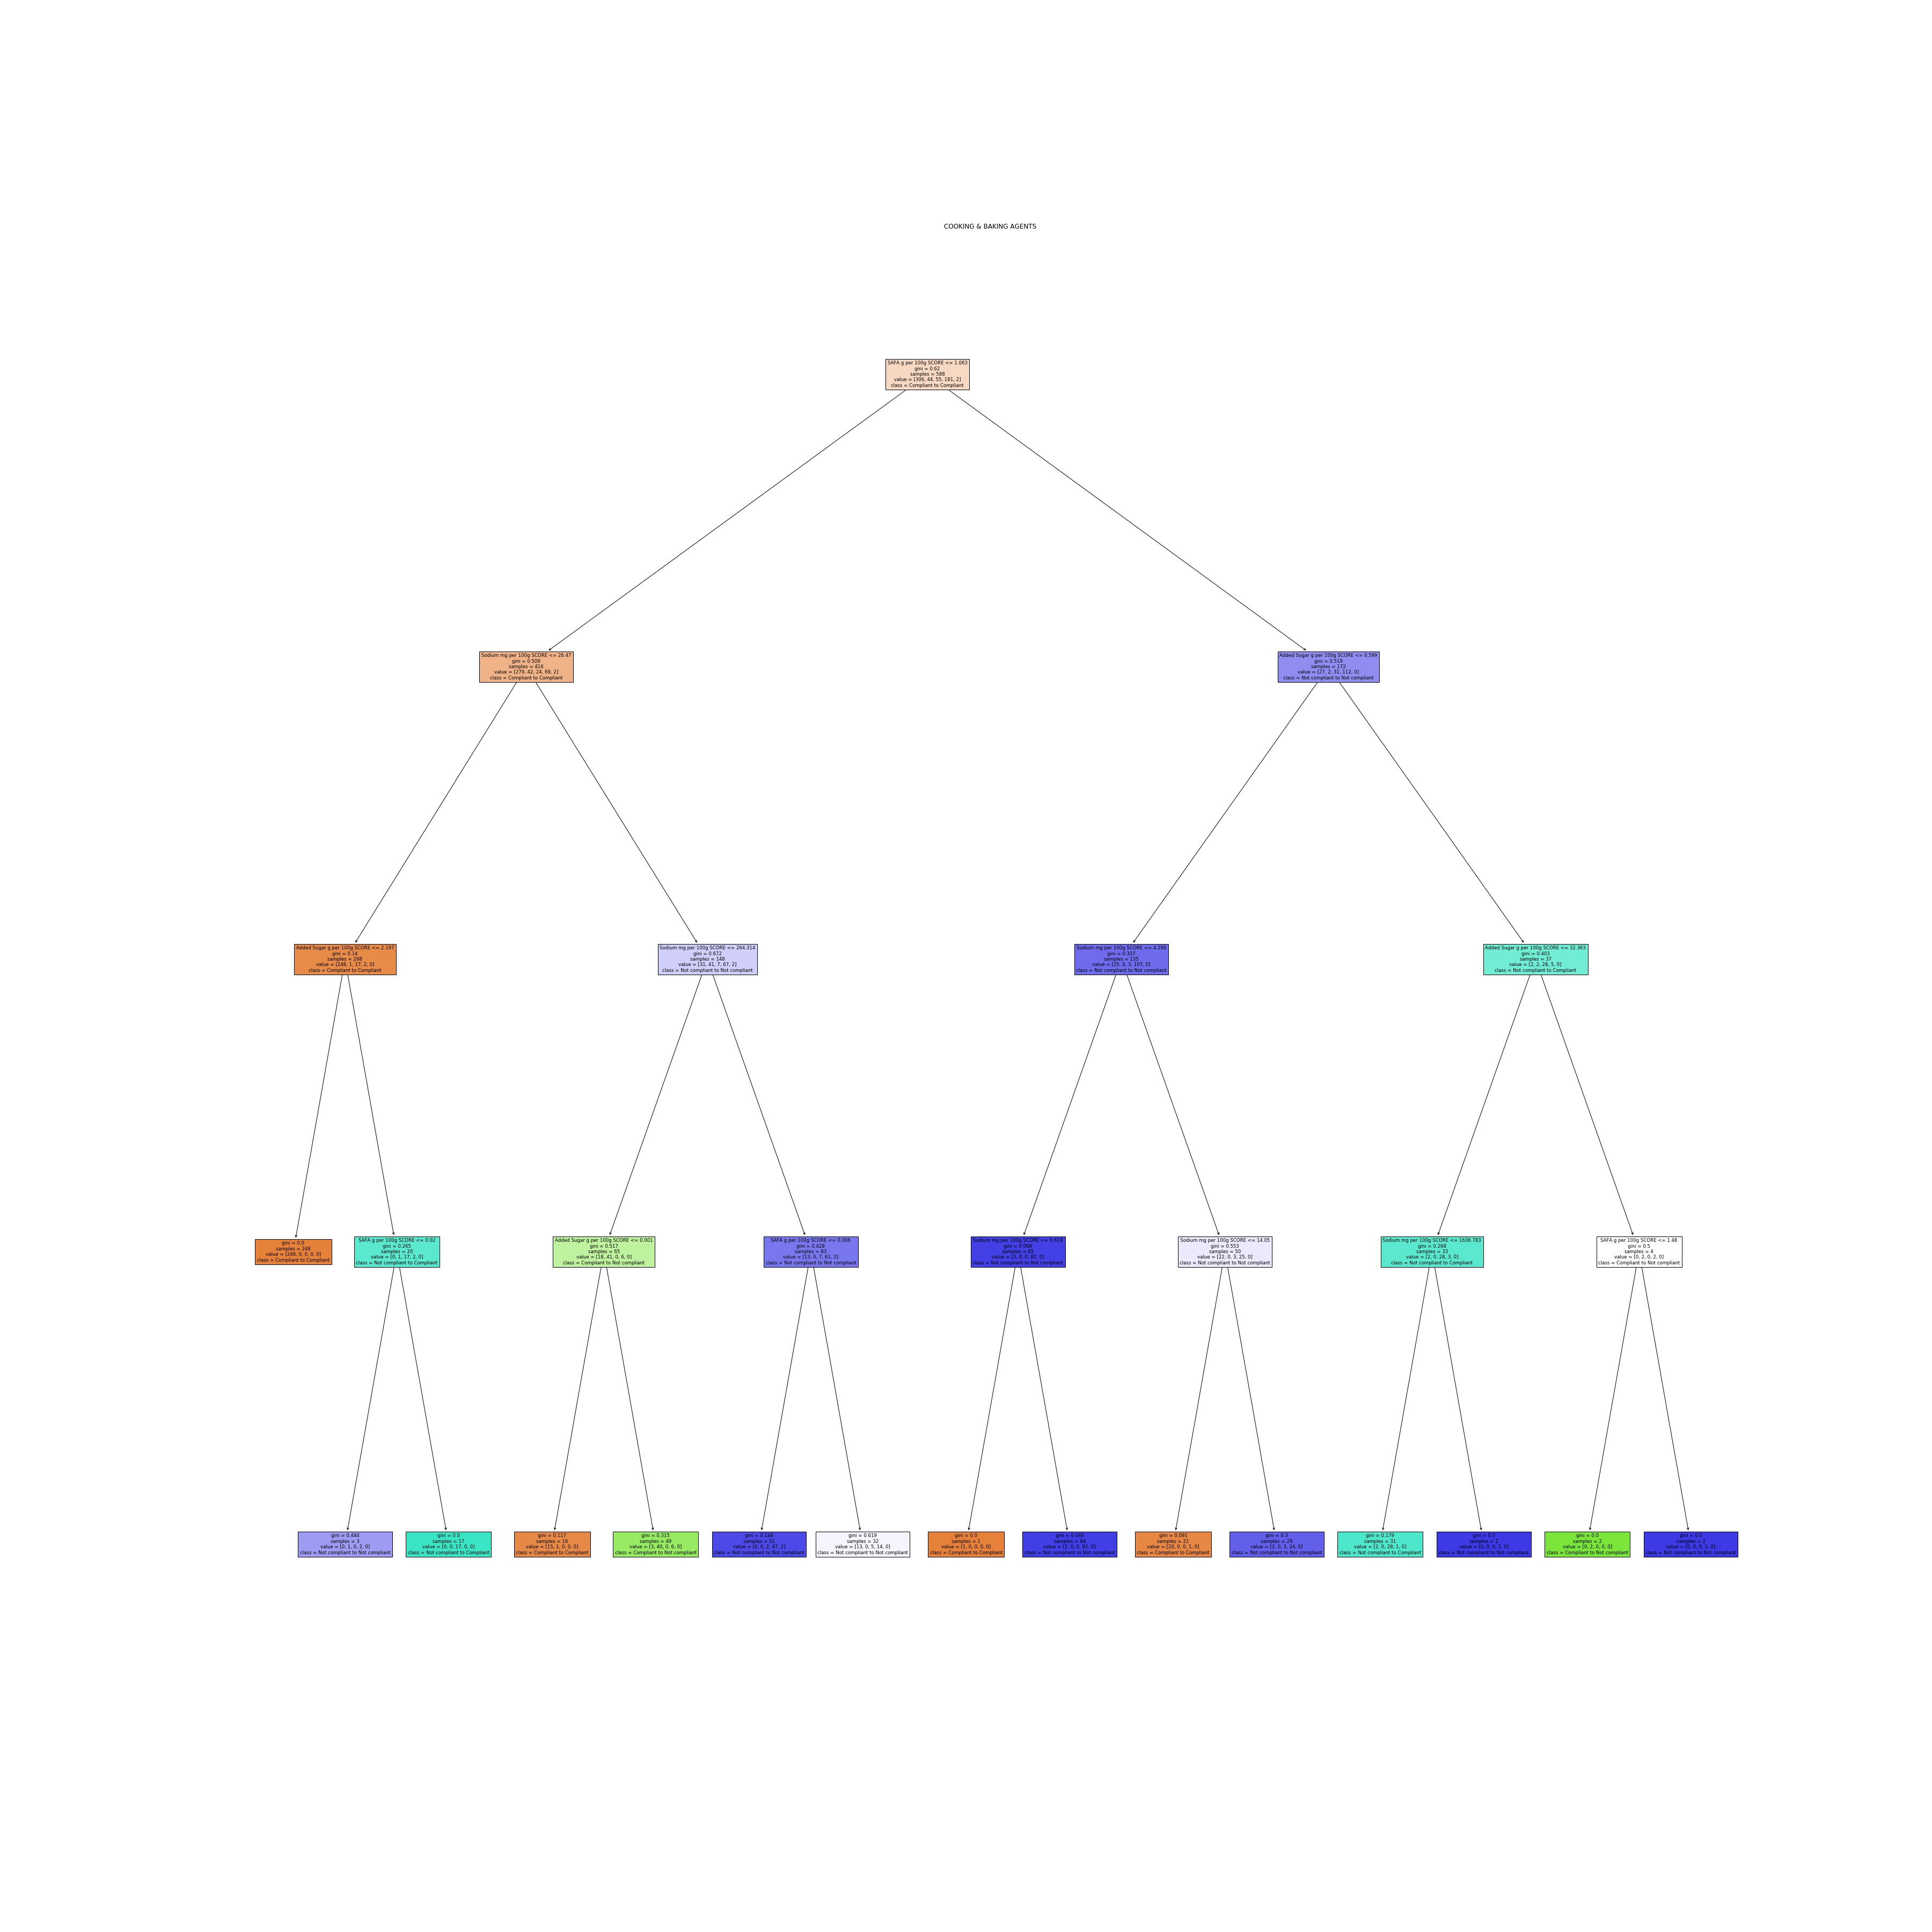 COOKING & BAKING AGENTS
SAFA g per 100g SCORE <= 1.063
gini = 0.62
samples = 588
value = [306, 44, 55, 181, 2]
class = Compliant to Compliant
Sodium mg per 100g SCORE <= 26.47
gini = 0.509
samples = 416
value = [279, 42, 24, 69, 2]
class = Compliant to Compliant
Added Sugar g per 100g SCORE <= 0.599
gini = 0.519
samples = 172
value = [27, 2, 31, 112, 0]
class = Not compliant to Not compliant
Added Sugar g per 100g SCORE <= 2.197
gini = 0.14
samples = 268
value = [248, 1, 17, 2, 0]
class = Compliant to Compliant
Sodium mg per 100g SCORE <= 264.314
gini = 0.672
samples = 148
value = [31, 41, 7, 67, 2]
class = Not compliant to Not compliant
Sodium mg per 100g SCORE <= 4.299
gini = 0.337
samples = 135
value = [25, 0, 3, 107, 0]
class = Not compliant to Not compliant
Added Sugar g per 100g SCORE <= 32.363
gini = 0.403
samples = 37
value = [2, 2, 28, 5, 0]
class = Not compliant to Compliant
gini = 0.0
samples = 248
value = [248, 0, 0, 0, 0]
class = Compliant to Compliant
SAFA g per 100g SCORE <= 0.02
gini = 0.265
samples = 20
value = [0, 1, 17, 2, 0]
class = Not compliant to Compliant
Added Sugar g per 100g SCORE <= 0.001
gini = 0.517
samples = 65
value = [18, 41, 0, 6, 0]
class = Compliant to Not compliant
SAFA g per 100g SCORE <= 0.006
gini = 0.428
samples = 83
value = [13, 0, 7, 61, 2]
class = Not compliant to Not compliant
Sodium mg per 100g SCORE <= 0.619
gini = 0.068
samples = 85
value = [3, 0, 0, 82, 0]
class = Not compliant to Not compliant
Sodium mg per 100g SCORE <= 14.05
gini = 0.553
samples = 50
value = [22, 0, 3, 25, 0]
class = Not compliant to Not compliant
Sodium mg per 100g SCORE <= 1636.783
gini = 0.268
samples = 33
value = [2, 0, 28, 3, 0]
class = Not compliant to Compliant
SAFA g per 100g SCORE <= 1.48
gini = 0.5
samples = 4
value = [0, 2, 0, 2, 0]
class = Compliant to Not compliant
gini = 0.444
samples = 3
value = [0, 1, 0, 2, 0]
class = Not compliant to Not compliant
gini = 0.0
samples = 17
value = [0, 0, 17, 0, 0]
class = Not compliant to Compliant
gini = 0.117
samples = 16
value = [15, 1, 0, 0, 0]
class = Compliant to Compliant
gini = 0.315
samples = 49
value = [3, 40, 0, 6, 0]
class = Compliant to Not compliant
gini = 0.148
samples = 51
value = [0, 0, 2, 47, 2]
class = Not compliant to Not compliant
gini = 0.619
samples = 32
value = [13, 0, 5, 14, 0]
class = Not compliant to Not compliant
gini = 0.0
samples = 1
value = [1, 0, 0, 0, 0]
class = Compliant to Compliant
gini = 0.046
samples = 84
value = [2, 0, 0, 82, 0]
class = Not compliant to Not compliant
gini = 0.091
samples = 21
value = [20, 0, 0, 1, 0]
class = Compliant to Compliant
gini = 0.3
samples = 29
value = [2, 0, 3, 24, 0]
class = Not compliant to Not compliant
gini = 0.179
samples = 31
value = [2, 0, 28, 1, 0]
class = Not compliant to Compliant
gini = 0.0
samples = 2
value = [0, 0, 0, 2, 0]
class = Not compliant to Not compliant
gini = 0.0
samples = 2
value = [0, 2, 0, 0, 0]
class = Compliant to Not compliant
gini = 0.0
samples = 2
value = [0, 0, 0, 2, 0]
class = Not compliant to Not compliant